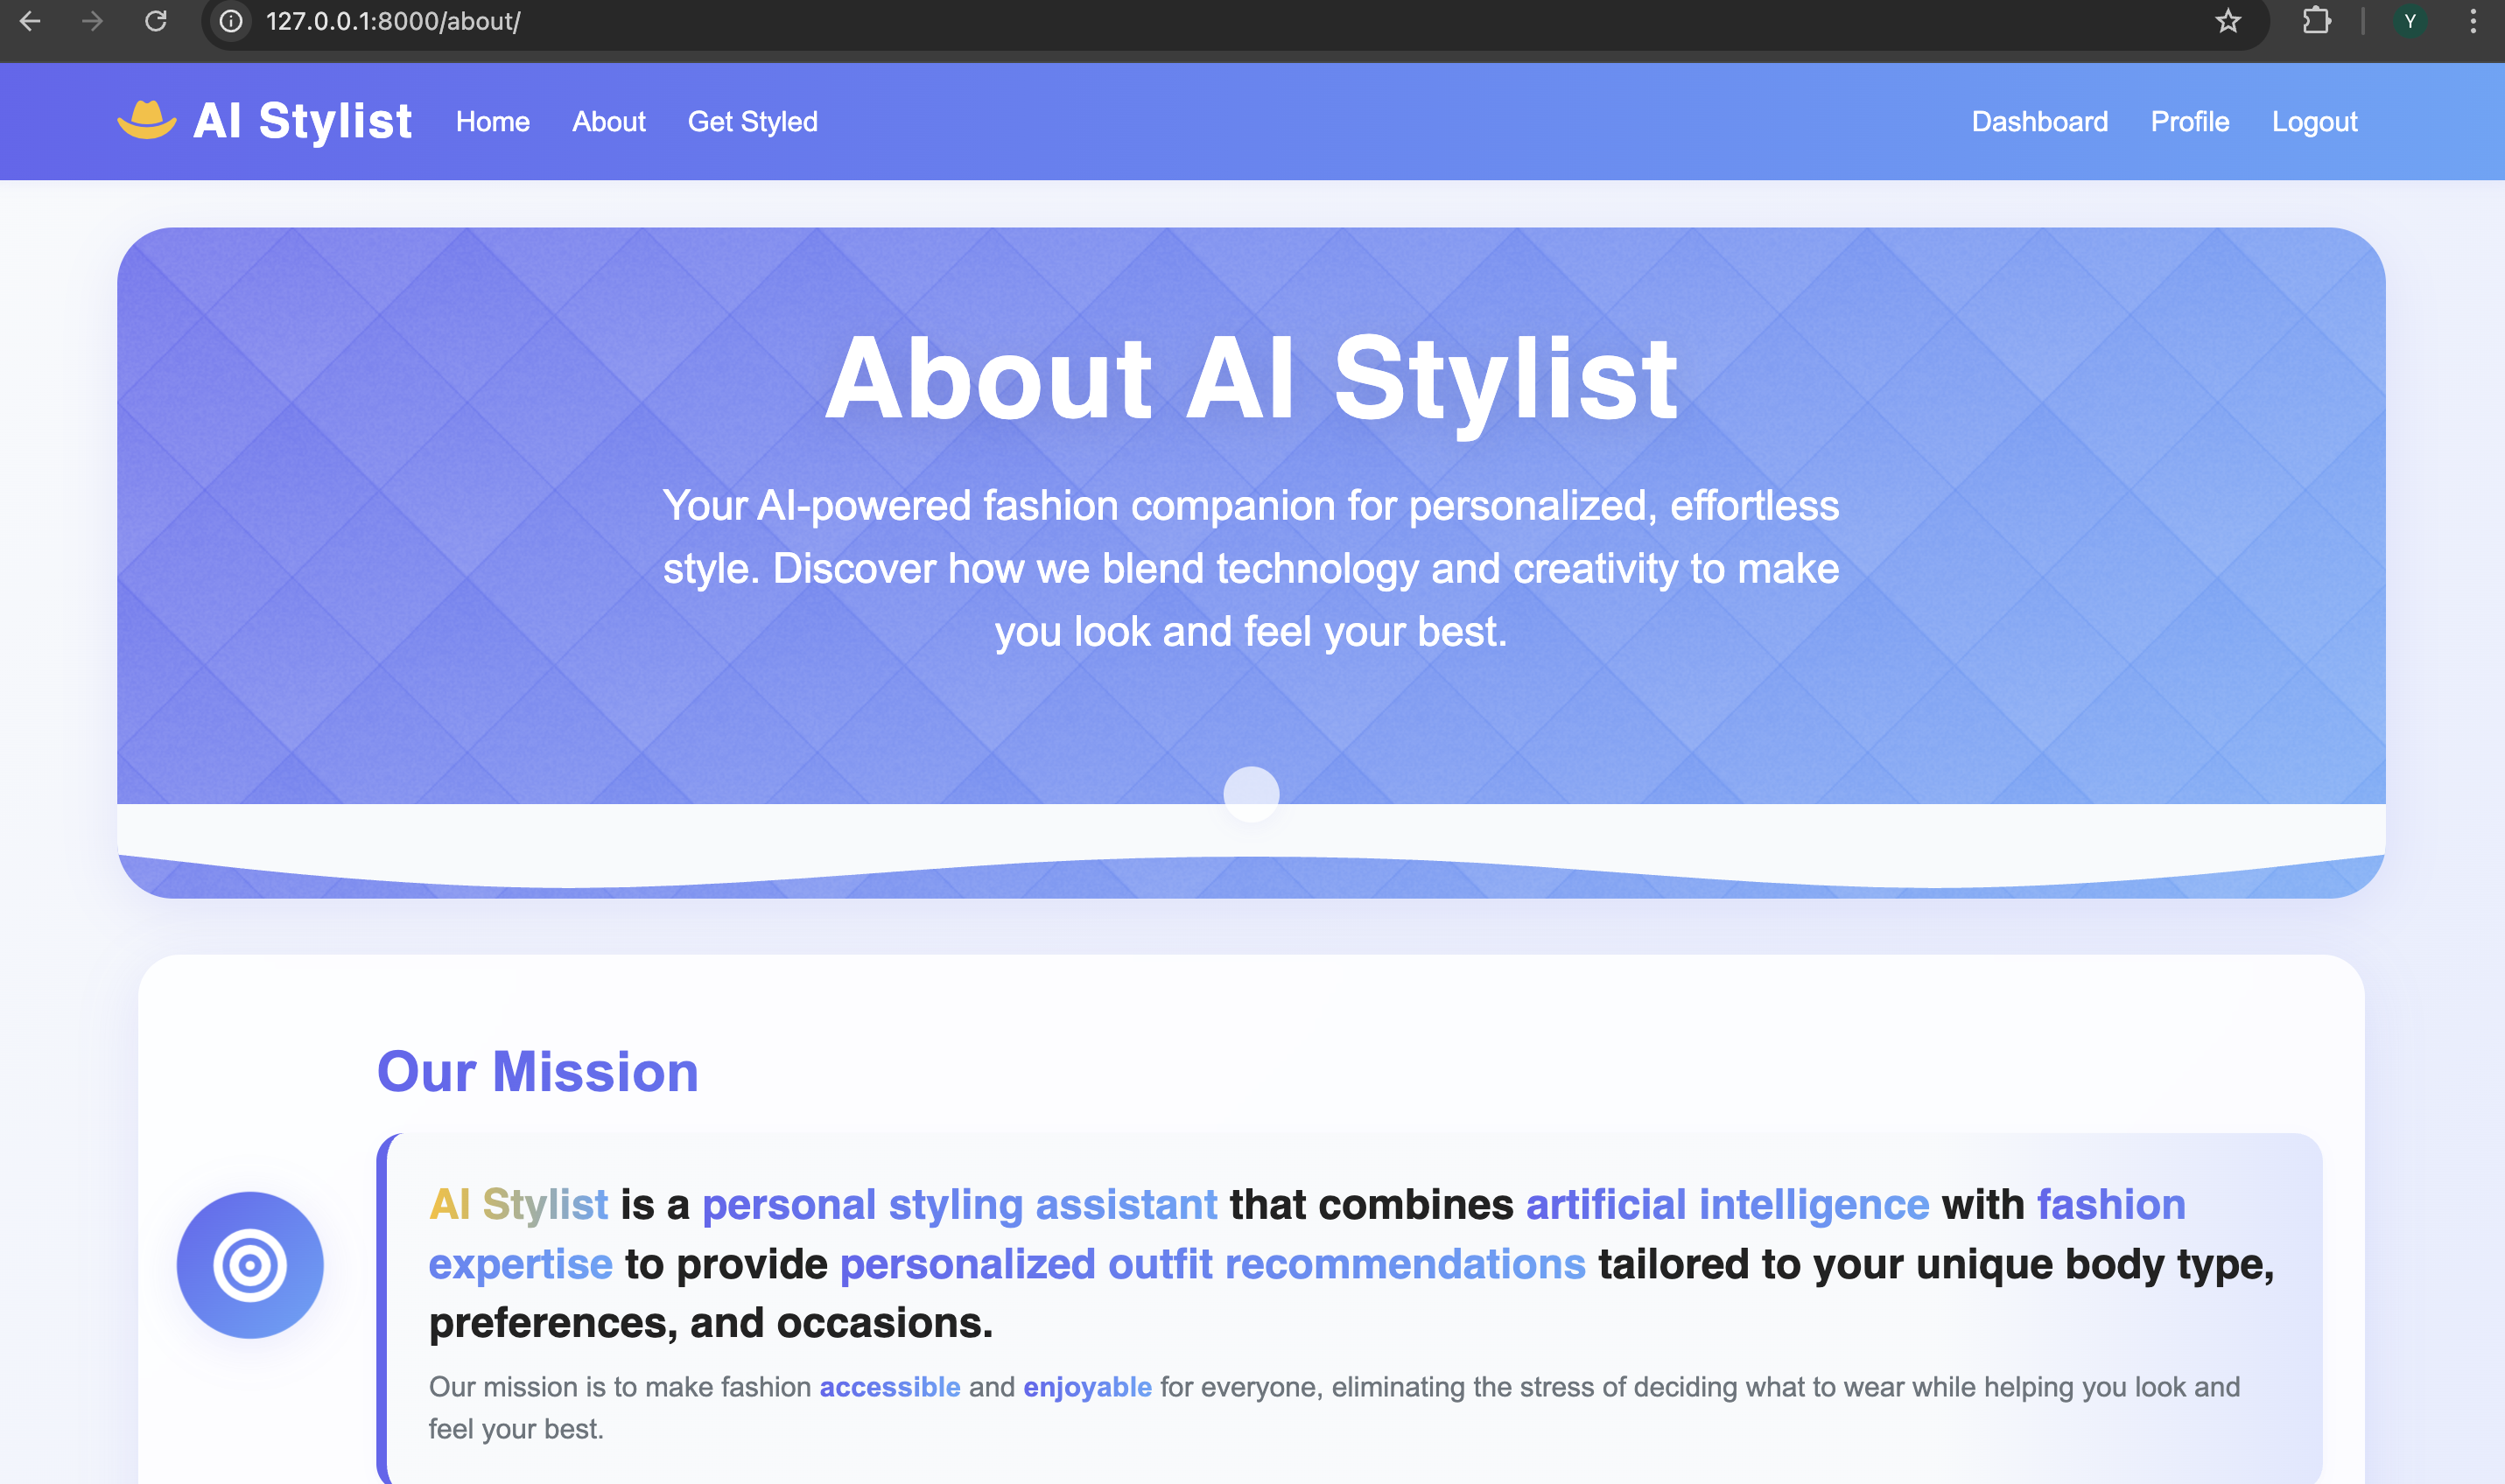 127.0.0.1:8000/about/
Y
AI Stylist Home About Get Styled Dashboard Profile Logout
About AI Stylist
Your AI-powered fashion companion for personalized, effortless
style. Discover how we blend technology and creativity to make
you look and feel your best.
Our Mission
AI Stylist is a personal styling assistant that combines artificial intelligence with fashion
expertise to provide personalized outfit recommendations tailored to your unique body type,
preferences, and occasions.
Our mission is to make fashion accessible and enjoyable for everyone, eliminating the stress of deciding what to wear while helping you look and
feel your best.